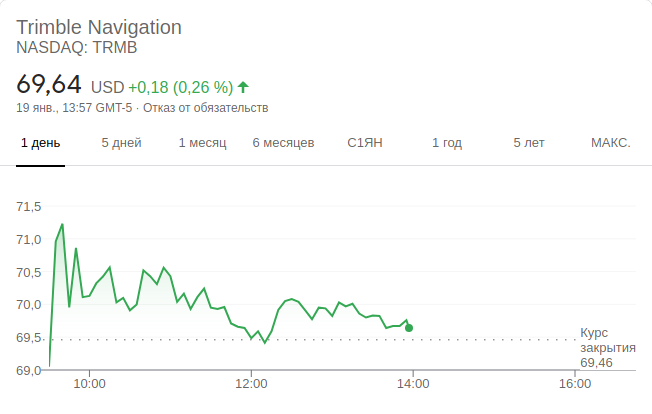 Trimble Navigation
NASDAQ: TRMB
69,64 USD +0,18 (0,26 %)
19 янв., 13:57 GMT-5 · Отказ от обязательств
1 день 5 дней 1 месяц 6 месяцев С1ЯН 1 год 5 лет МАКС.
71,5
71,0
70,5
70,0
69,5
69,0
Курс
закрытия
69,46
10:00 12:00 14:00 16:00